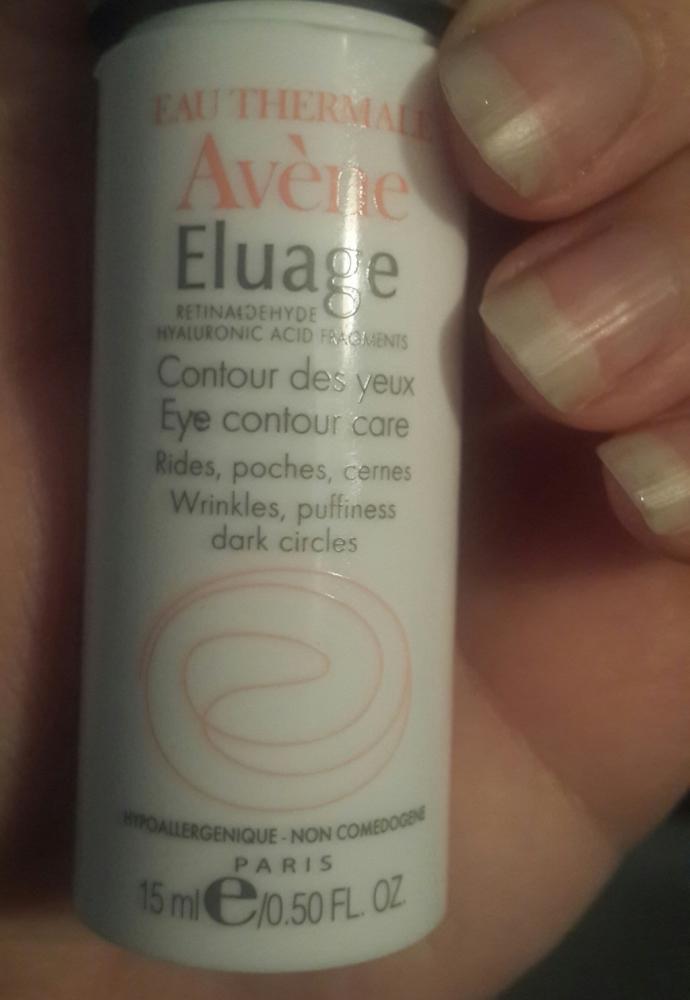 EAU THERMALE
Avène
Eluage
RETINALDEHYDE
HYALURONIC ACID FRAGMENTS
Contour des yeux
Eye contour care
Rides, poches, cernes
Wrinkles, puffiness
dark circles
HYPOALLERGENIQUE - NON COMEDOGENE
PARIS
15 ml e/0.50 FL. OZ.